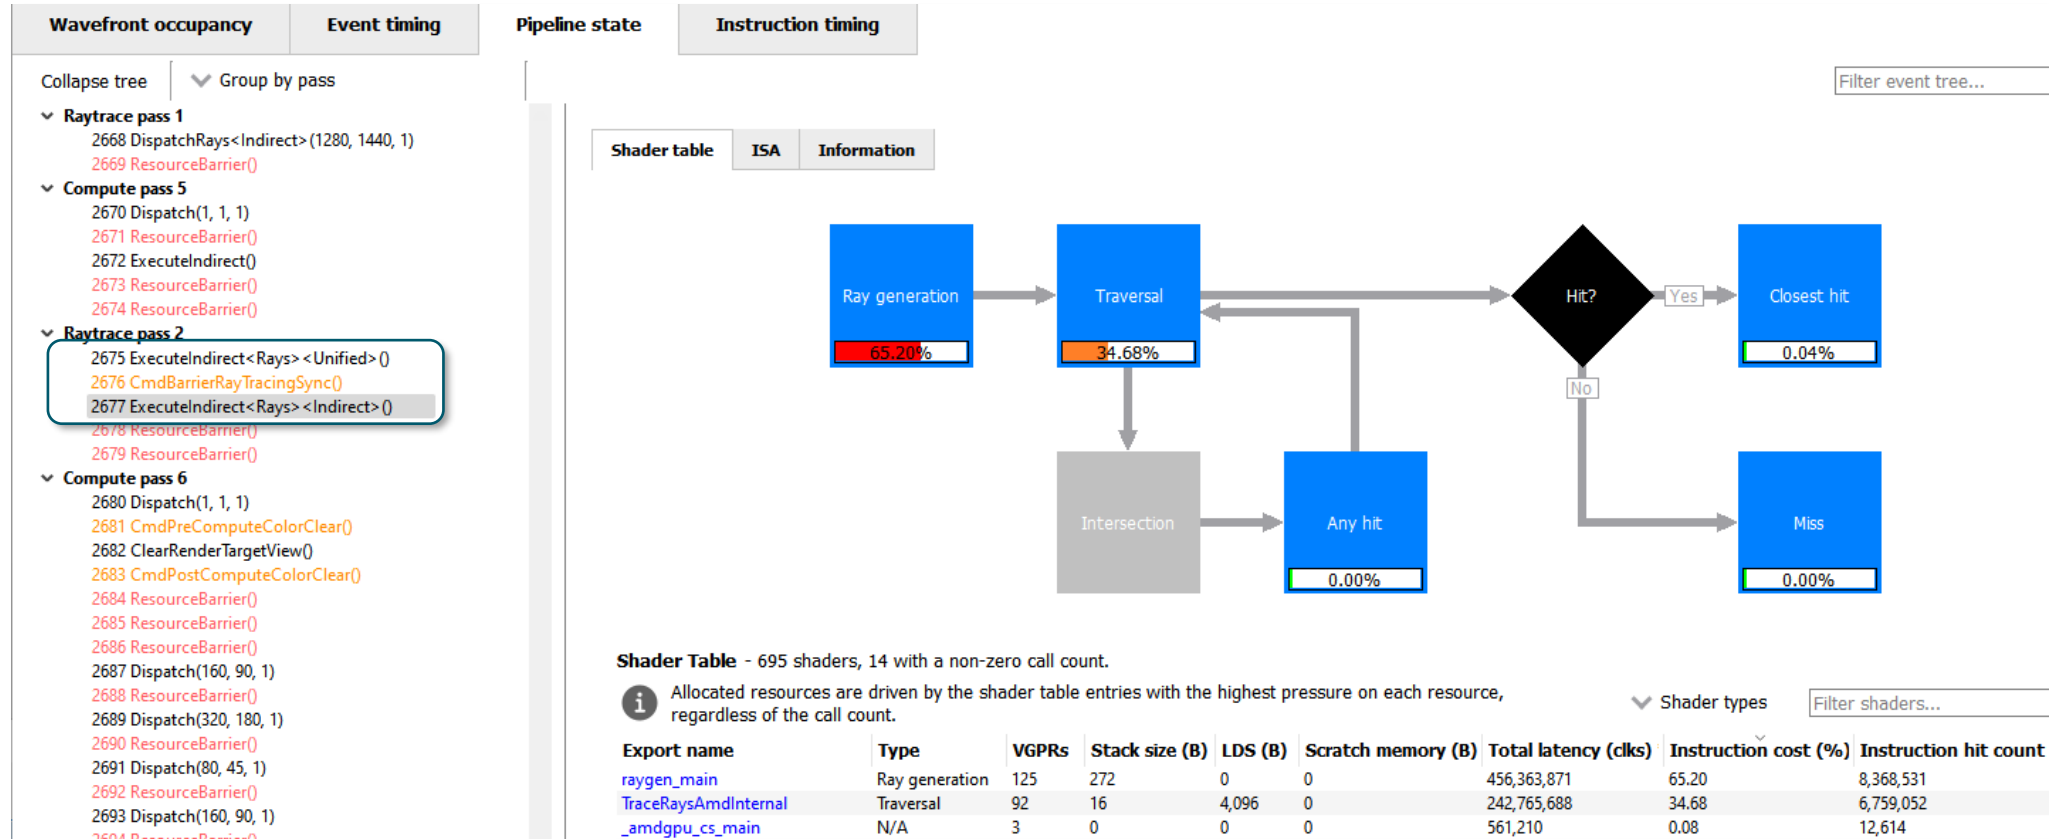 Wavefront occupancy
Event timing
Pipeline state
Instruction timing
Collapse tree
Group by pass
Filter event tree...
Raytrace pass 1
2668 DispatchRays<Indirect>(1280, 1440, 1)
2669 ResourceBarrier()
Compute pass 5
2670 Dispatch(1, 1, 1)
2671 ResourceBarrier()
2672 ExecuteIndirect()
2673 ResourceBarrier()
2674 ResourceBarrier()
Raytrace pass 2
2675 ExecuteIndirect<Rays><Unified>()
2676 CmdBarrierRayTracingSync()
2677 ExecuteIndirect<Rays><Indirect>()
2678 ResourceBarrier()
2679 ResourceBarrier()
Compute pass 6
2680 Dispatch(1, 1, 1)
2681 CmdPreComputeColorClear()
2682 ClearRenderTargetView()
2683 CmdPostComputeColorClear()
2684 ResourceBarrier()
2685 ResourceBarrier()
2686 ResourceBarrier()
2687 Dispatch(160, 90, 1)
2688 ResourceBarrier()
2689 Dispatch(320, 180, 1)
2690 ResourceBarrier()
2691 Dispatch(80, 45, 1)
2692 ResourceBarrier()
2693 Dispatch(160, 90, 1)
2694 ResourceBarrier()
Shader table
ISA
Information
Ray generation
65.20%
Traversal
34.68%
Hit?
Yes
Closest hit
0.04%
No
Intersection
Any hit
0.00%
Miss
0.00%
Shader Table - 695 shaders, 14 with a non-zero call count.
Allocated resources are driven by the shader table entries with the highest pressure on each resource,
regardless of the call count.
Shader types
Filter shaders...
Export name Type VGPRs Stack size (B) LDS (B) Scratch memory (B) Total latency (clks) Instruction cost (%) Instruction hit count
raygen_main Ray generation 125 272 0 0 456,363,871 65.20 8,368,531
TraceRaysAmdInternal Traversal 92 16 4,096 0 242,765,688 34.68 6,759,052
_amdgpu_cs_main N/A 3 0 0 0 561,210 0.08 12,614